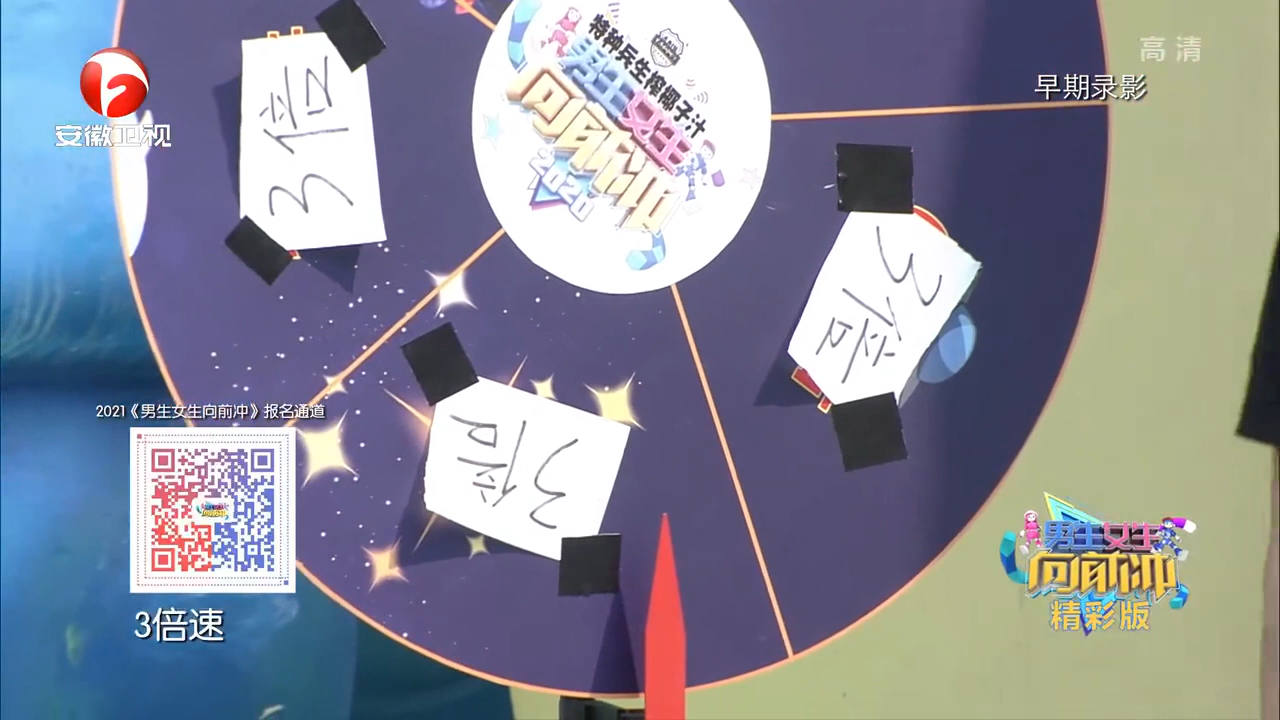 高清
早期录影
安徽卫视
特种兵生榨椰子汁
男生女生
向前冲
2020
3倍
3倍
3倍
2021《男生女生向前冲》报名通道
3倍速
男生女生
向前冲
精彩版